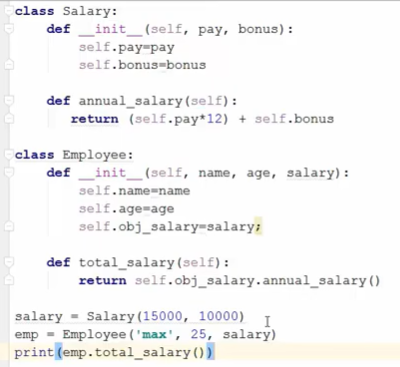 class Salary:
    def __init__(self, pay, bonus):
        self.pay=pay
        self.bonus=bonus

    def annual_salary(self):
       return (self.pay*12) + self.bonus

class Employee:
    def __init__(self, name, age, salary):
        self.name=name
        self.age=age
        self.obj_salary=salary;

    def total_salary(self):
        return self.obj_salary.annual_salary()

salary = Salary(15000, 10000)
emp = Employee('max', 25, salary)
print(emp.total_salary())